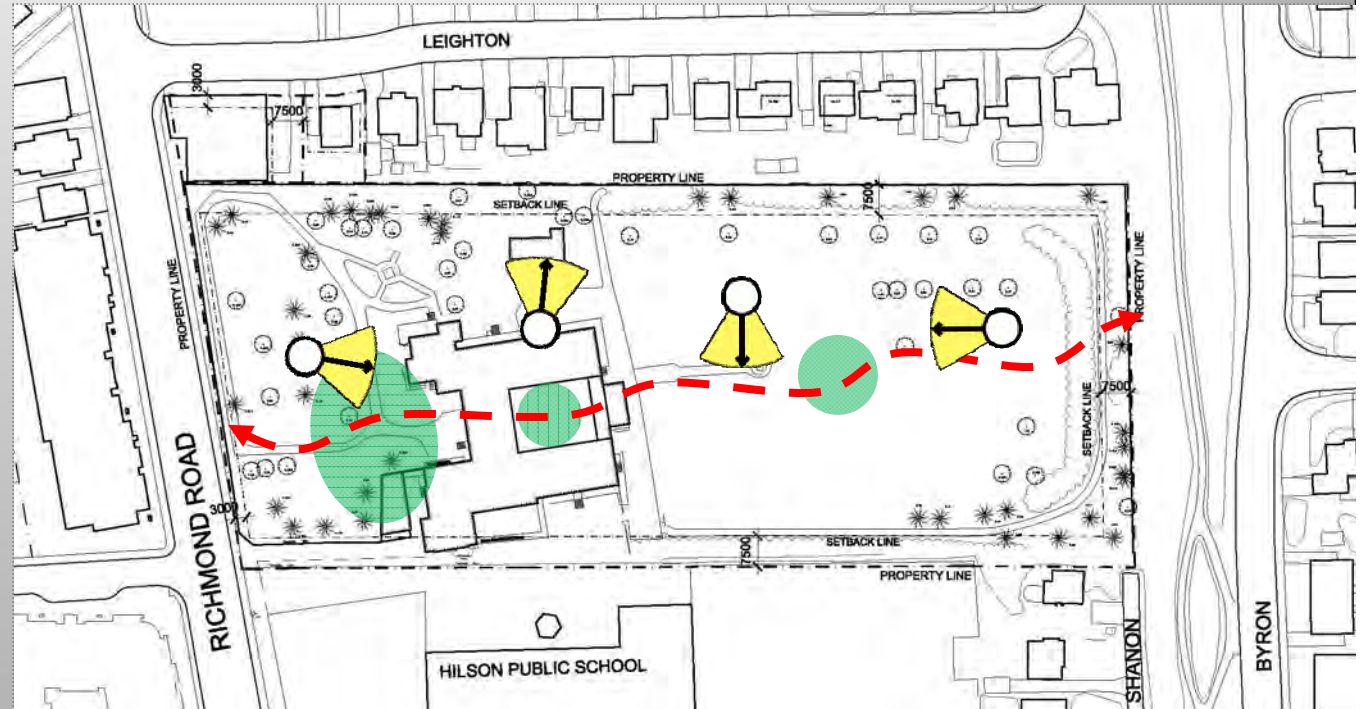 LEIGHTON
3000
7500
PROPERTY LINE
SETBACK LINE
7500
PROPERTY LINE
PROPERTY LINE
7500
SETBACK LINE
RICHMOND ROAD
3000
7500
SETBACK LINE
PROPERTY LINE
HILSON PUBLIC SCHOOL
SHANON
BYRON